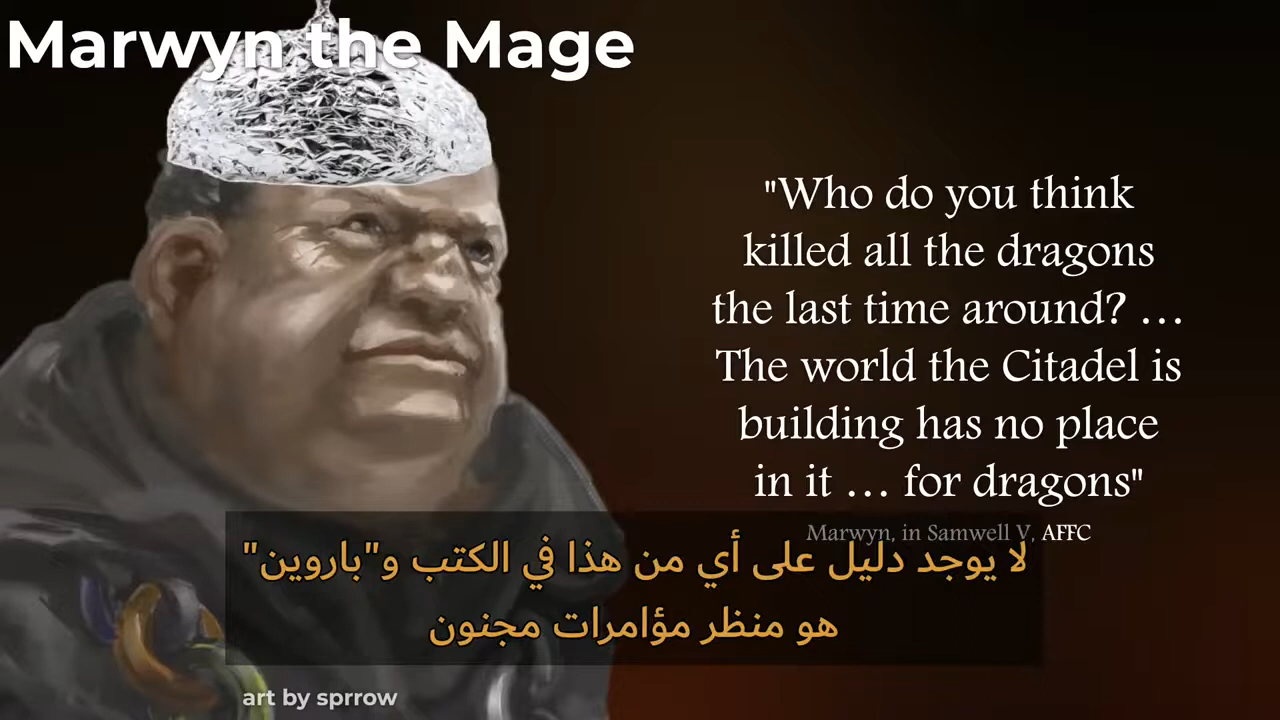 Marwyn the Mage
"Who do you think
killed all the dragons
the last time around? …
The world the Citadel is
building has no place
in it … for dragons"
Marwyn, in Samwell V, AFFC
لا يوجد دليل على أي من هذا في الكتب و"باروين"
هو منظر مؤامرات مجنون
art by sprrow